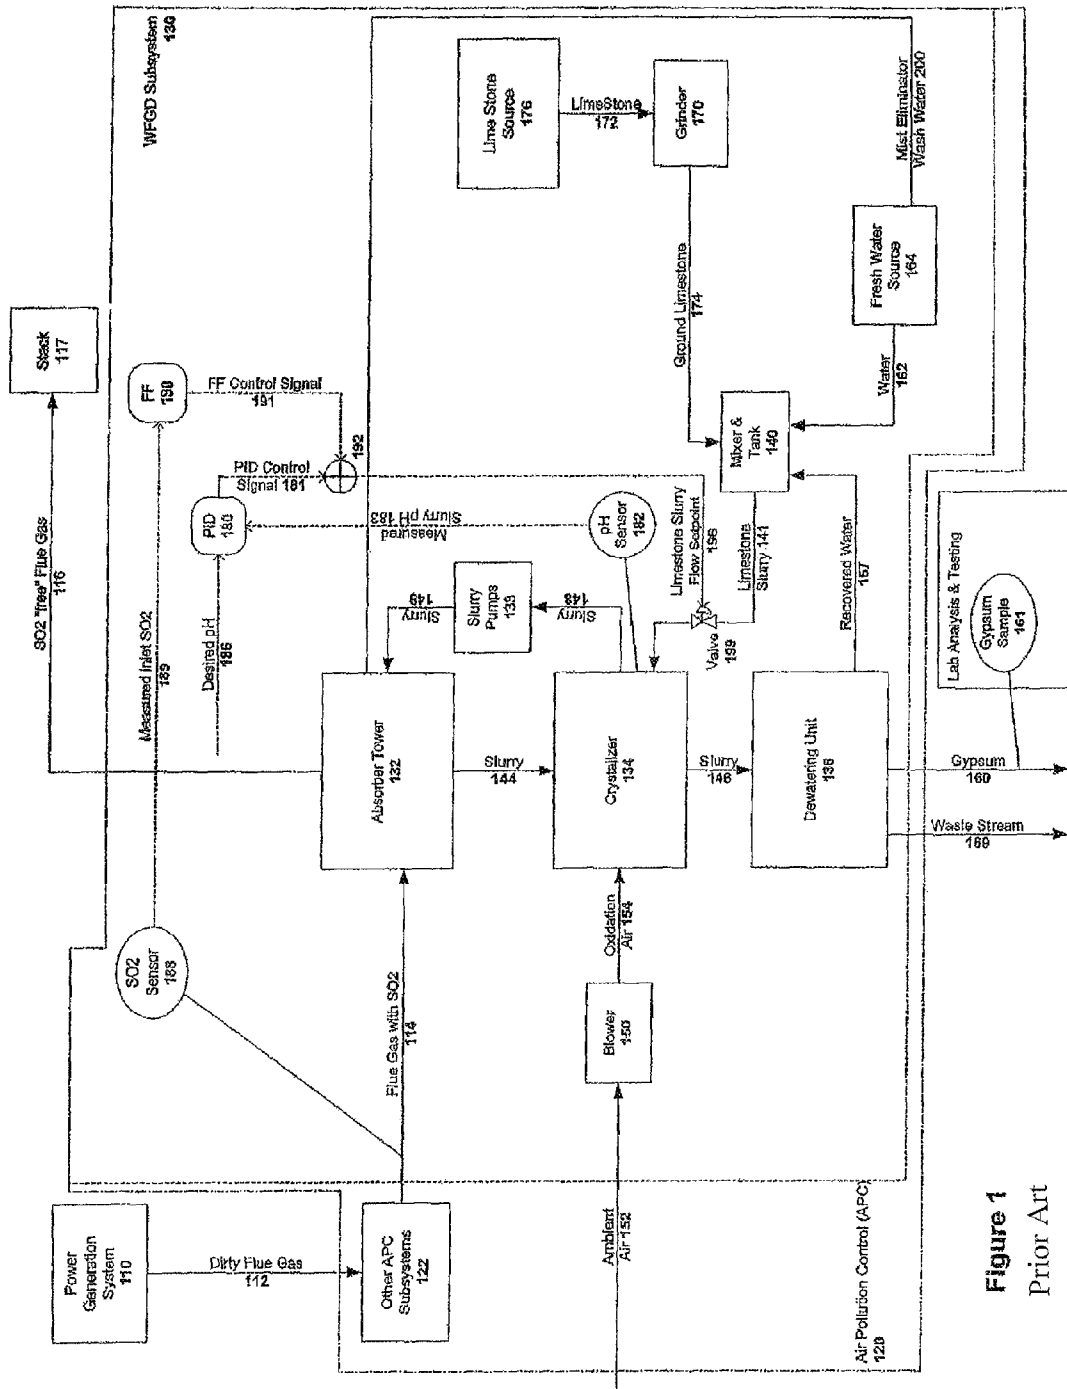 WFGD Subsystem
130
Stack
117
SO2 "free" Flue Gas
116
FF
190
FF Control Signal
191
Measured Inlet SO2
189
PID Control
Signal 181
192
PID
180
Desired pH
186
Measured
Slurry pH 183
SO2
Sensor
188
Lime Stone
Source
176
LimeStone
172
Grinder
170
Ground Limestone
174
Mist Eliminator
Wash Water 200
Fresh Water
Source
164
Water
162
Mixer &
Tank
140
pH
Sensor
182
Limestone Slurry
Flow Setpoint
196
Limestone
Slurry 141
Valve
199
Slurry
Pumps
133
Slurry
149
Slurry
148
Absorber Tower
132
Slurry
144
Crystalizer
134
Slurry
146
Dewatering Unit
136
Recovered Water
167
Lab Analysis & Testing
Gypsum
Sample
161
Gypsum
160
Waste Stream
169
Flue Gas with SO2
114
Oxidation
Air 154
Blower
150
Ambient
Air 152
Power
Generation
System
110
Dirty Flue Gas
112
Other APC
Subsystems
122
Air Pollution Control (APC)
120
Figure 1
Prior Art